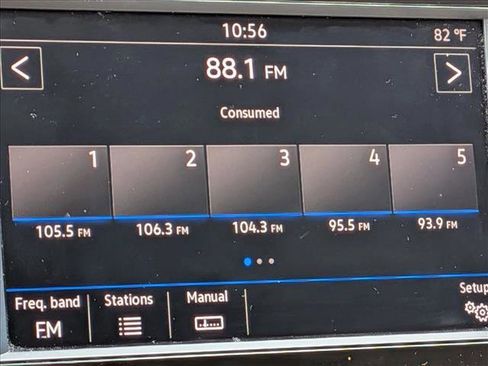 10:56
82 °F
<
88.1 FM
>
Consumed
1 2 3 4 5
105.5 FM 106.3 FM 104.3 FM 95.5 FM 93.9 FM
Freq. band Stations Manual Setup
FM